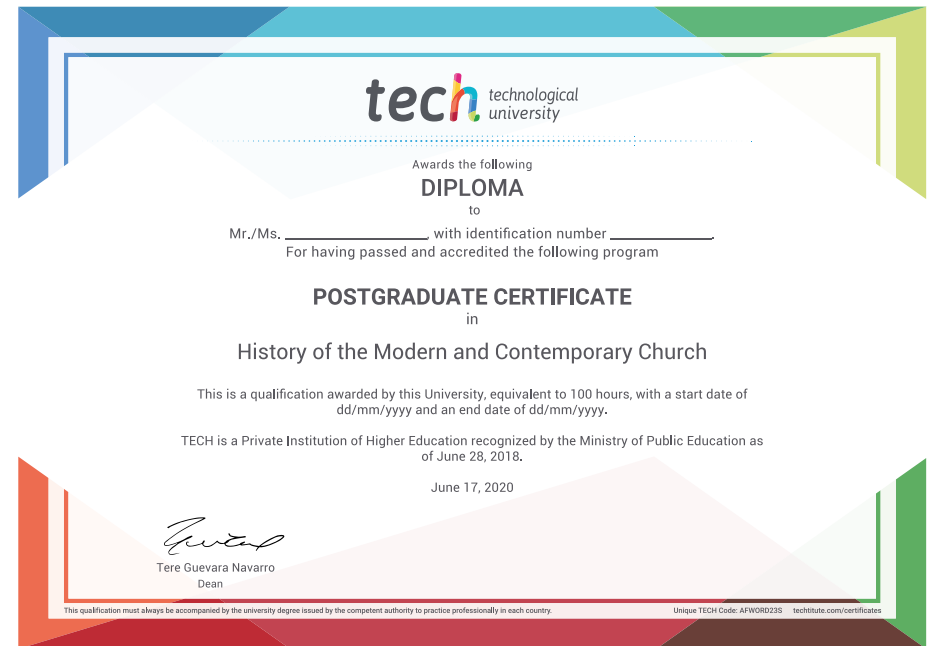 tech technological
university
Awards the following
DIPLOMA
to
Mr./Ms. ____________________, with identification number ______________.
For having passed and accredited the following program
POSTGRADUATE CERTIFICATE
in
History of the Modern and Contemporary Church
This is a qualification awarded by this University, equivalent to 100 hours, with a start date of
dd/mm/yyyy and an end date of dd/mm/yyyy.
TECH is a Private Institution of Higher Education recognized by the Ministry of Public Education as
of June 28, 2018.
June 17, 2020
Tere Guevara Navarro
Dean
This qualification must always be accompanied by the university degree issued by the competent authority to practice professionally in each country. Unique TECH Code: AFWORD23S techtitute.com/certificates